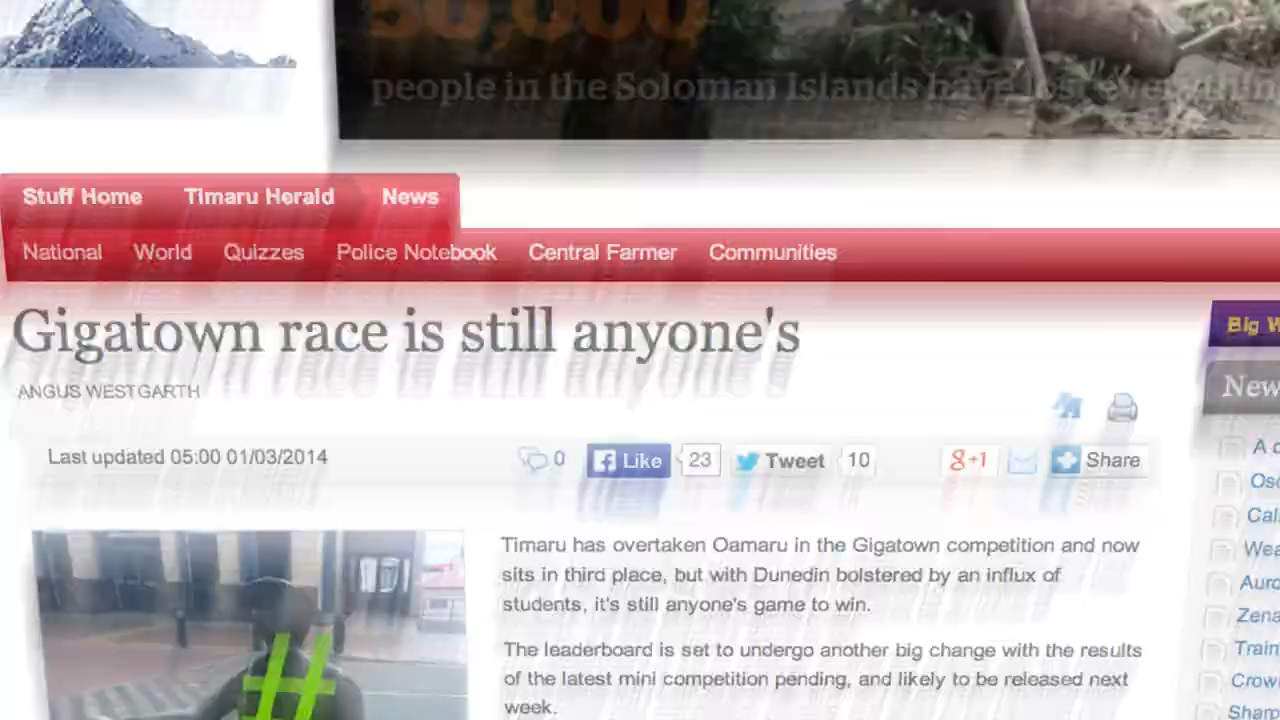 50,000
people in the Soloman Islands have lost everything
Stuff Home Timaru Herald News
National World Quizzes Police Notebook Central Farmer Communities
Gigatown race is still anyone's
ANGUS WESTGARTH
Big W
New
Last updated 05:00 01/03/2014
0 Like 23 Tweet 10 g+1 Share
Timaru has overtaken Oamaru in the Gigatown competition and now
sits in third place, but with Dunedin bolstered by an influx of
students, it's still anyone's game to win.
The leaderboard is set to undergo another big change with the results
of the latest mini competition pending, and likely to be released next
week.
A c
Osc
Call
Wea
Auro
Zena
Train
Crow
Sharp